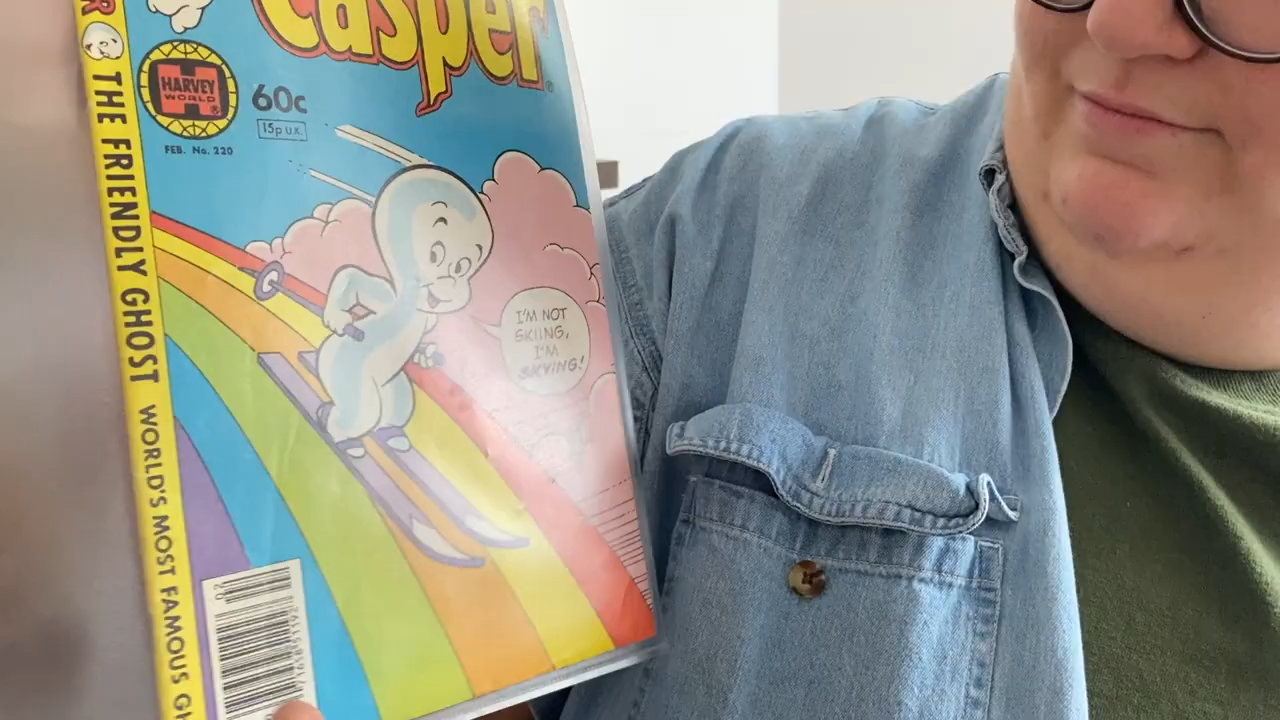 Casper
R THE FRIENDLY GHOST WORLD'S MOST FAMOUS
HARVEY
WORLD
60c
15p U.K.
FEB. No. 220
I'M NOT
SKIING,
I'M
SKYING!